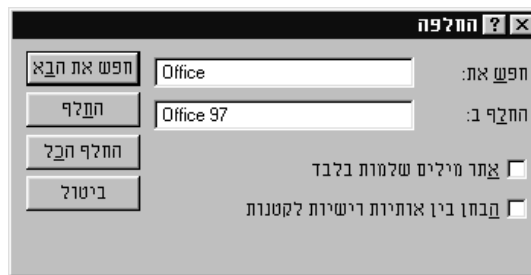 החלפה
חפש את:
Office
חפש את הבא
החלף ב:
Office 97
החלף
החלף הכל
אתר מילים שלמות בלבד
ביטול
הבחן בין אותיות רישיות לקטנות